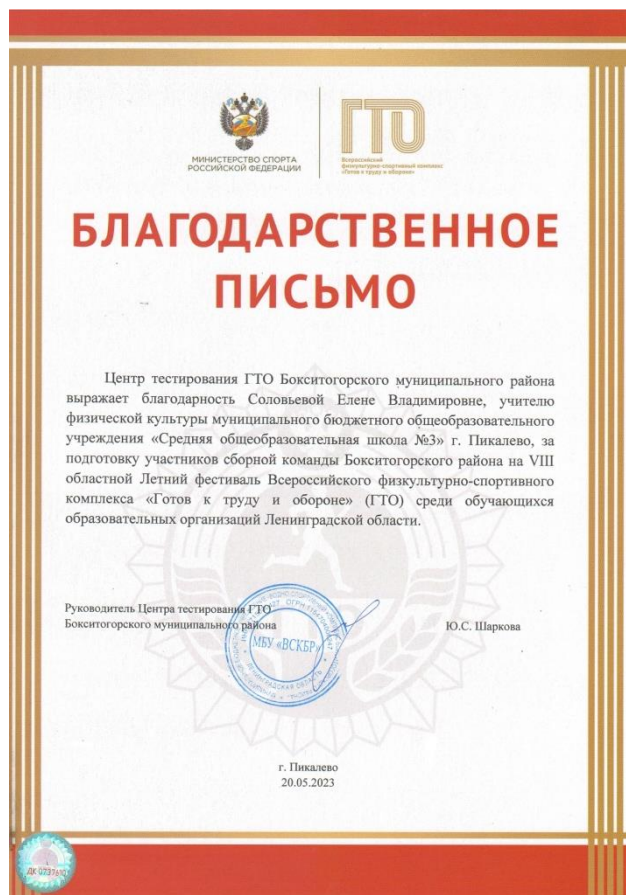 МИНИСТЕРСТВО СПОРТА
РОССИЙСКОЙ ФЕДЕРАЦИИ
ГТО
Всероссийский
физкультурно-спортивный комплекс
«Готов к труду и обороне»
БЛАГОДАРСТВЕННОЕ
ПИСЬМО
Центр тестирования ГТО Бокситогорского муниципального района
выражает благодарность Соловьевой Елене Владимировне, учителю
физической культуры муниципального бюджетного общеобразовательного
учреждения «Средняя общеобразовательная школа №3» г. Пикалево, за
подготовку участников сборной команды Бокситогорского района на VIII
областной Летний фестиваль Всероссийского физкультурно-спортивного
комплекса «Готов к труду и обороне» (ГТО) среди обучающихся
образовательных организаций Ленинградской области.
Руководитель Центра тестирования ГТО
Бокситогорского муниципального района
Ю.С. Шаркова
МБУ «ВСКБР»
ЛЕНИНГРАДСКАЯ ОБЛАСТЬ
г. Пикалево
20.05.2023